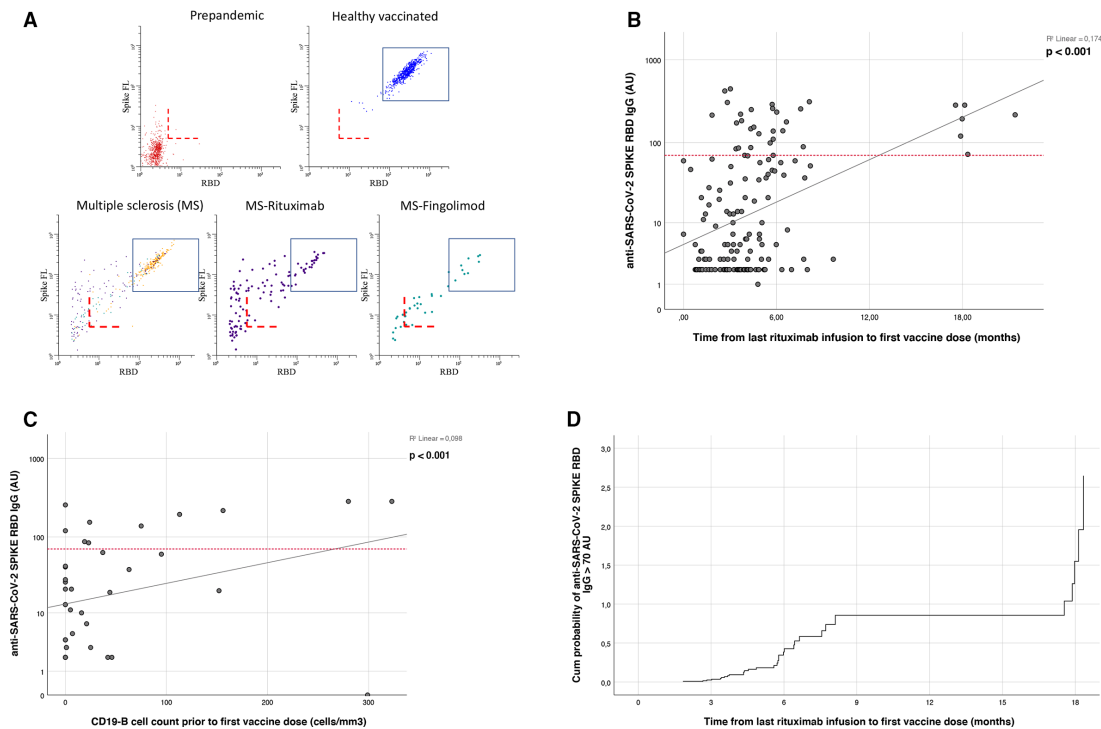 A
Prepandemic
Healthy vaccinated
Spike FL
RBD
Spike FL
RBD
Multiple sclerosis (MS)
MS-Rituximab
MS-Fingolimod
Spike FL
RBD
Spike FL
RBD
RBD
B
R² Linear = 0,174
p < 0.001
anti-SARS-CoV-2 SPIKE RBD IgG (AU)
1000
100
10
1
0
,00
6,00
12,00
18,00
Time from last rituximab infusion to first vaccine dose (months)
C
R² Linear = 0,098
p < 0.001
anti-SARS-CoV-2 SPIKE RBD IgG (AU)
1000
100
10
1
0
0
100
200
300
CD19-B cell count prior to first vaccine dose (cells/mm3)
D
Cum probability of anti-SARS-CoV-2 SPIKE RBD
IgG > 70 AU
3,0
2,5
2,0
1,5
1,0
0,5
0,0
0
3
6
9
12
15
18
Time from last rituximab infusion to first vaccine dose (months)